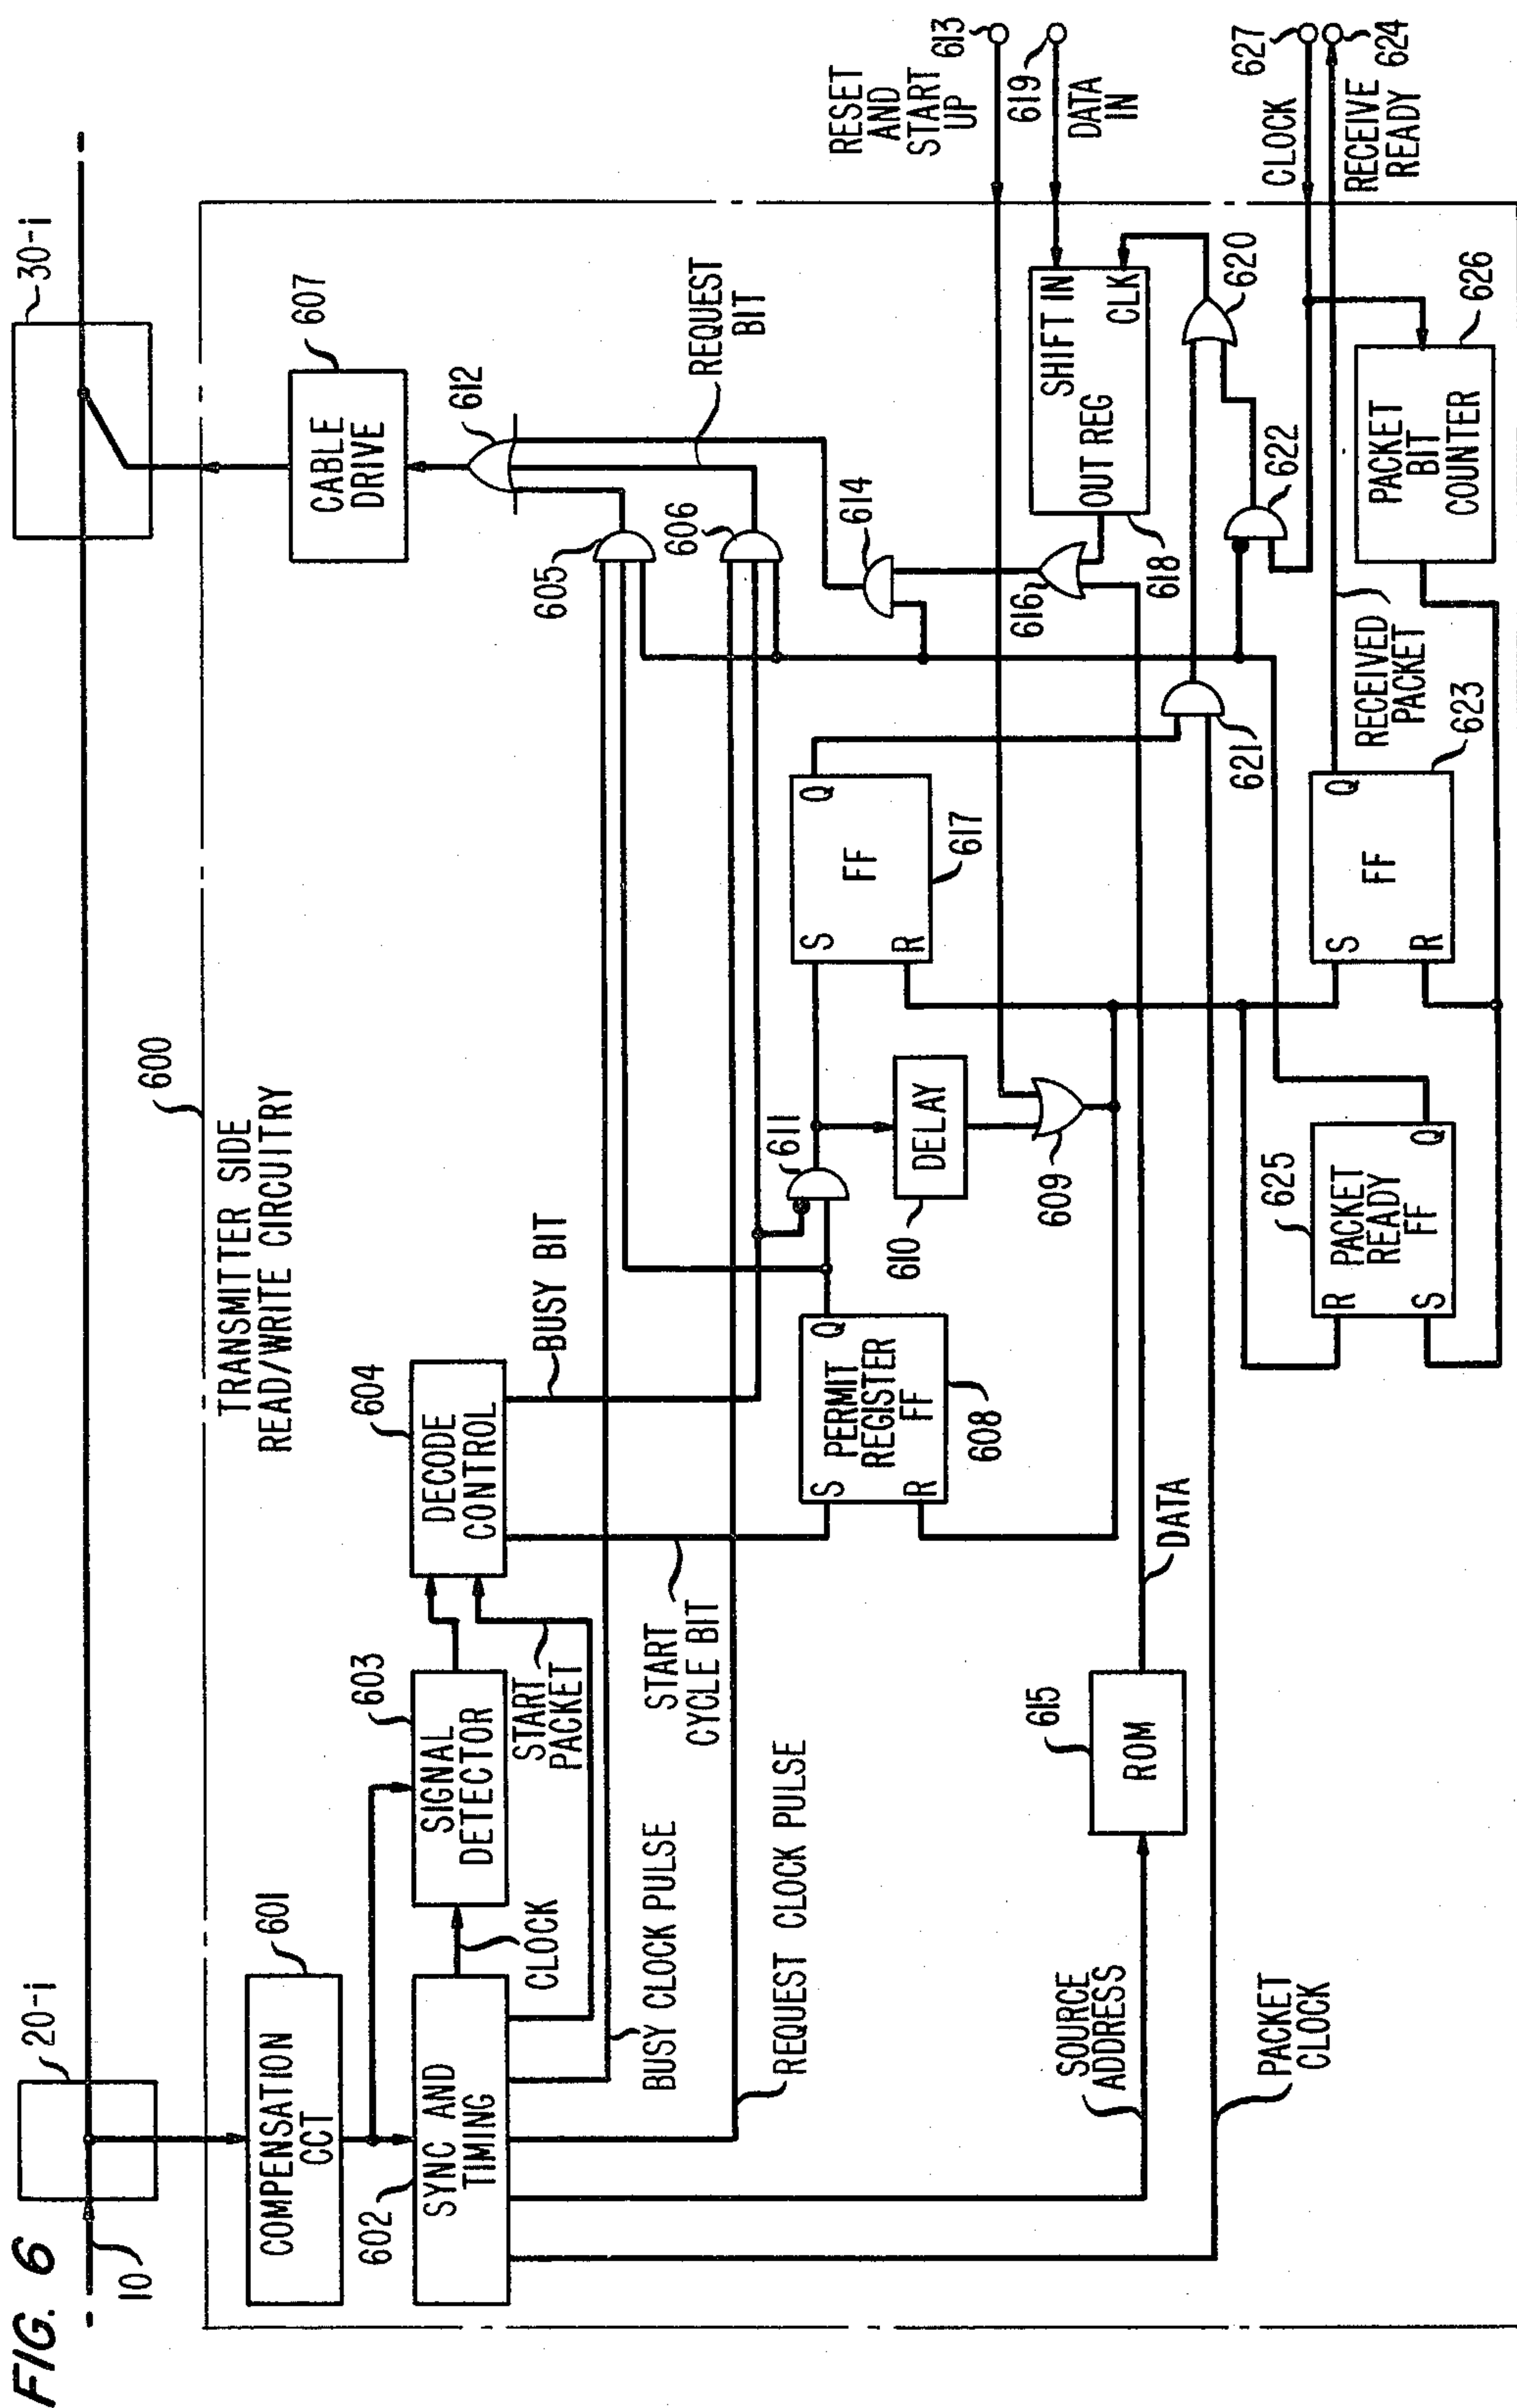 FIG. 6
10
20-i
30-i
600
TRANSMITTER SIDE
READ/WRITE CIRCUITRY
COMPENSATION
CCT
601
SYNC AND
TIMING
602
CLOCK
SIGNAL
DETECTOR
603
START
PACKET
DECODE
CONTROL
604
BUSY BIT
BUSY CLOCK PULSE
REQUEST CLOCK PULSE
START
CYCLE BIT
605
606
CABLE
DRIVE
607
612
REQUEST
BIT
S
R
Q
PERMIT
REGISTER
FF
608
611
DELAY
610
609
S
R
Q
FF
617
614
616
SHIFT IN
OUT REG
CLK
618
620
RESET
AND
START
UP
613
619
DATA
IN
SOURCE
ADDRESS
ROM
615
DATA
PACKET
CLOCK
621
622
CLOCK
627
RECEIVE
READY
624
R
S
Q
PACKET
READY
FF
625
S
R
Q
FF
623
RECEIVED
PACKET
PACKET
BIT
COUNTER
626